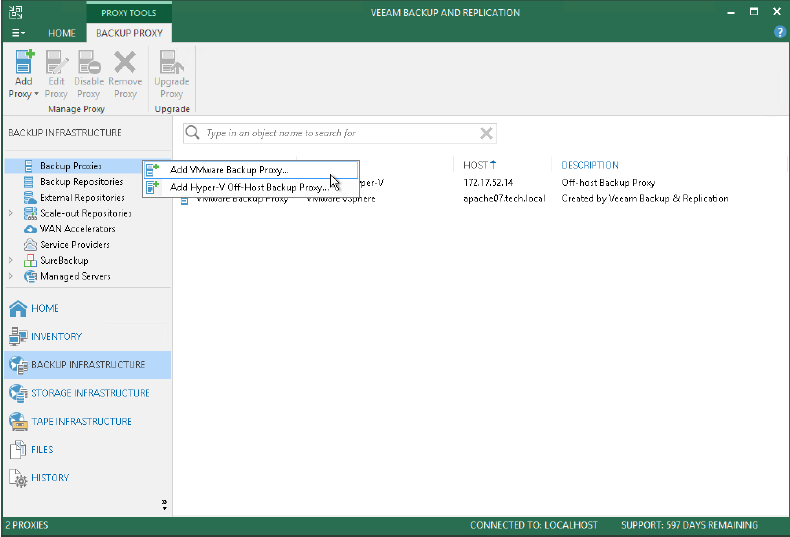 PROXY TOOLS
VEEAM BACKUP AND REPLICATION
HOME
BACKUP PROXY
?
Add Proxy
Edit Proxy
Disable Proxy
Remove Proxy
Upgrade Proxy
Manage Proxy
Upgrade
BACKUP INFRASTRUCTURE
Type in an object name to search for
Backup Proxies
Backup Repositories
External Repositories
Scale-out Repositories
WAN Accelerators
Service Providers
SureBackup
Managed Servers
Add VMware Backup Proxy...
Add Hyper-V Off-Host Backup Proxy...
HOST
DESCRIPTION
per-V
172.17.52.14
Off-host Backup Proxy
VMware Backup Proxy
VMware vSphere
apache07.tech.local
Created by Veeam Backup & Replication
HOME
INVENTORY
BACKUP INFRASTRUCTURE
STORAGE INFRASTRUCTURE
TAPE INFRASTRUCTURE
FILES
HISTORY
2 PROXIES
CONNECTED TO: LOCALHOST
SUPPORT: 597 DAYS REMAINING